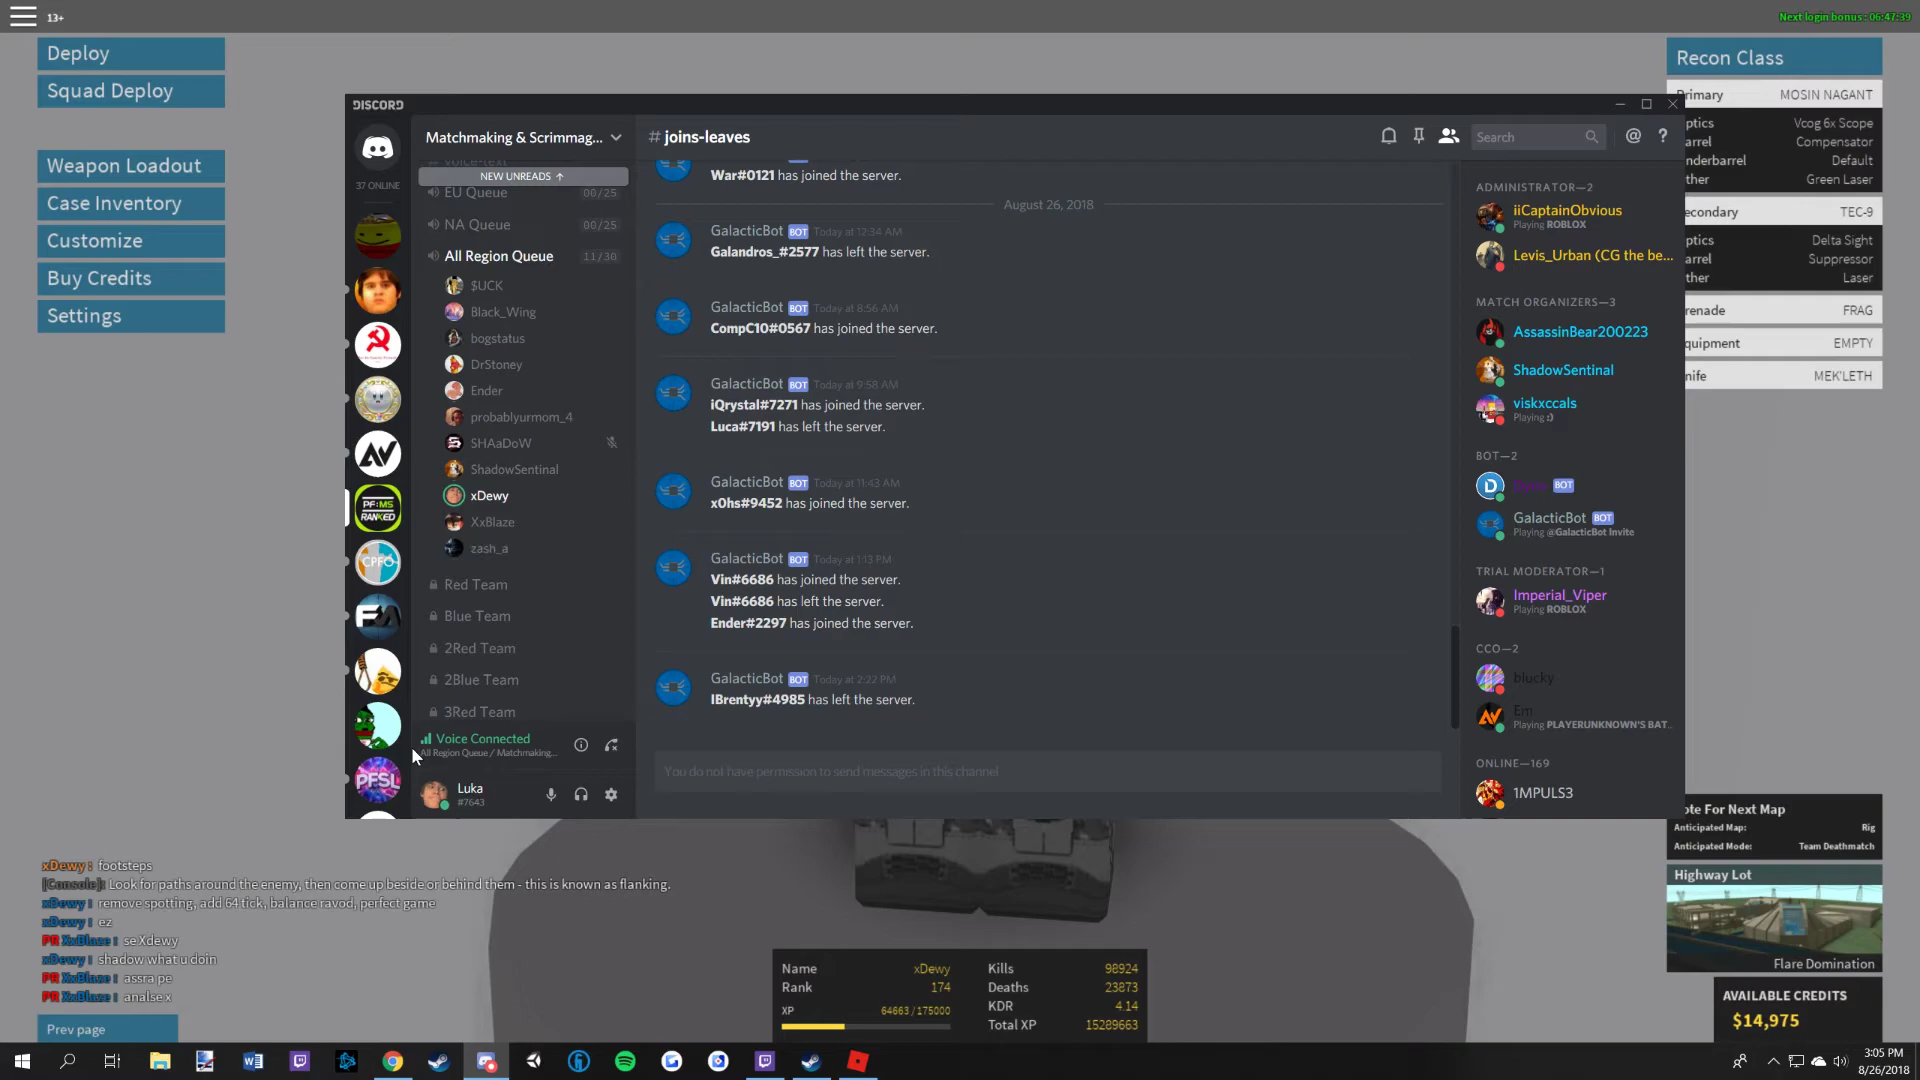 13+
Next login bonus: 06:47:39
Deploy
Squad Deploy
Weapon Loadout
Case Inventory
Customize
Buy Credits
Settings
DISCORD
37 ONLINE
PF:MS
RANKED
CPFO
PFSL
Matchmaking & Scrimmag...
NEW UNREADS ↑
EU Queue 00/25
NA Queue 00/25
All Region Queue 11/30
$UCK
Black_Wing
bogstatus
DrStoney
Ender
probablyurmom_4
SHAaDoW
ShadowSentinal
xDewy
XxBlaze
zash_a
Red Team
Blue Team
2Red Team
2Blue Team
3Red Team
Voice Connected
All Region Queue / Matchmaking...
Luka
#7643
# joins-leaves
Search
War#0121 has joined the server.
August 26, 2018
GalacticBot BOT Today at 12:34 AM
Galandros_#2577 has left the server.
GalacticBot BOT Today at 8:56 AM
CompC10#0567 has joined the server.
GalacticBot BOT Today at 9:58 AM
iQrystal#7271 has joined the server.
Luca#7191 has left the server.
GalacticBot BOT Today at 11:43 AM
x0hs#9452 has joined the server.
GalacticBot BOT Today at 1:13 PM
Vin#6686 has joined the server.
Vin#6686 has left the server.
Ender#2297 has joined the server.
GalacticBot BOT Today at 2:22 PM
IBrentyy#4985 has left the server.
You do not have permission to send messages in this channel
ADMINISTRATOR—2
iiCaptainObvious
Playing ROBLOX
Levis_Urban (CG the be...
MATCH ORGANIZERS—3
AssassinBear200223
ShadowSentinal
viskxccals
Playing :)
BOT—2
BOT
GalacticBot BOT
Playing @GalacticBot Invite
TRIAL MODERATOR—1
Imperial_Viper
Playing ROBLOX
CCO—2
blucky
Em
Playing PLAYERUNKNOWN'S BAT...
ONLINE—169
1MPULS3
Recon Class
Primary MOSIN NAGANT
ptics Vcog 6x Scope
arrel Compensator
nderbarrel Default
ther Green Laser
econdary TEC-9
ptics Delta Sight
arrel Suppressor
ther Laser
renade FRAG
quipment EMPTY
nife MEK'LETH
ote For Next Map
Anticipated Map: Rig
Anticipated Mode: Team Deathmatch
Highway Lot
Flare Domination
AVAILABLE CREDITS
$14,975
xDewy : footsteps
[Console]: Look for paths around the enemy, then come up beside or behind them - this is known as flanking.
xDewy : remove spotting, add 64 tick, balance ravod, perfect game
xDewy : ez
PR XxBlaze : se Xdewy
xDewy : shadow what u doin
PR XxBlaze : assra pe
PR XxBlaze : analse x
Prev page
Name xDewy
Rank 174
XP 64663 / 175000
Kills 98924
Deaths 23873
KDR 4.14
Total XP 15289663
3:05 PM
8/26/2018